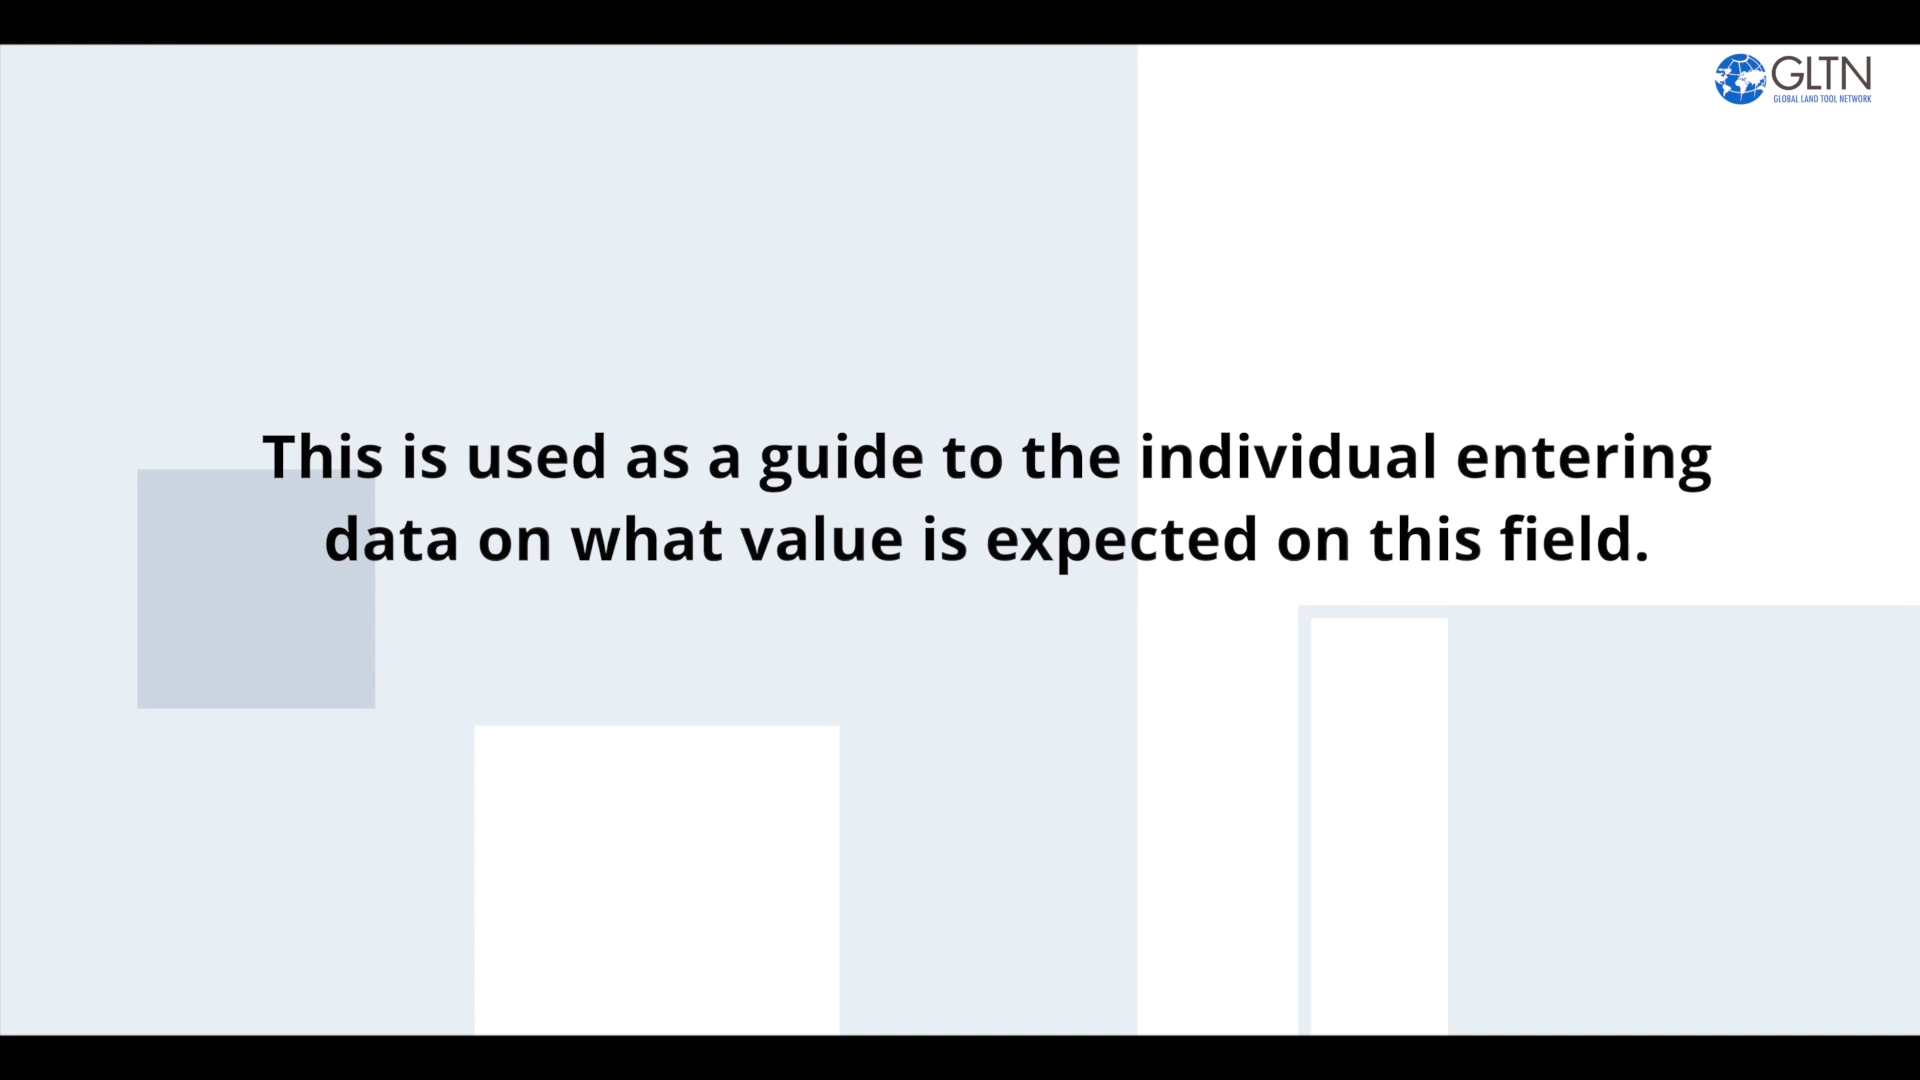 GLTN
GLOBAL LAND TOOL NETWORK
This is used as a guide to the individual entering
data on what value is expected on this field.